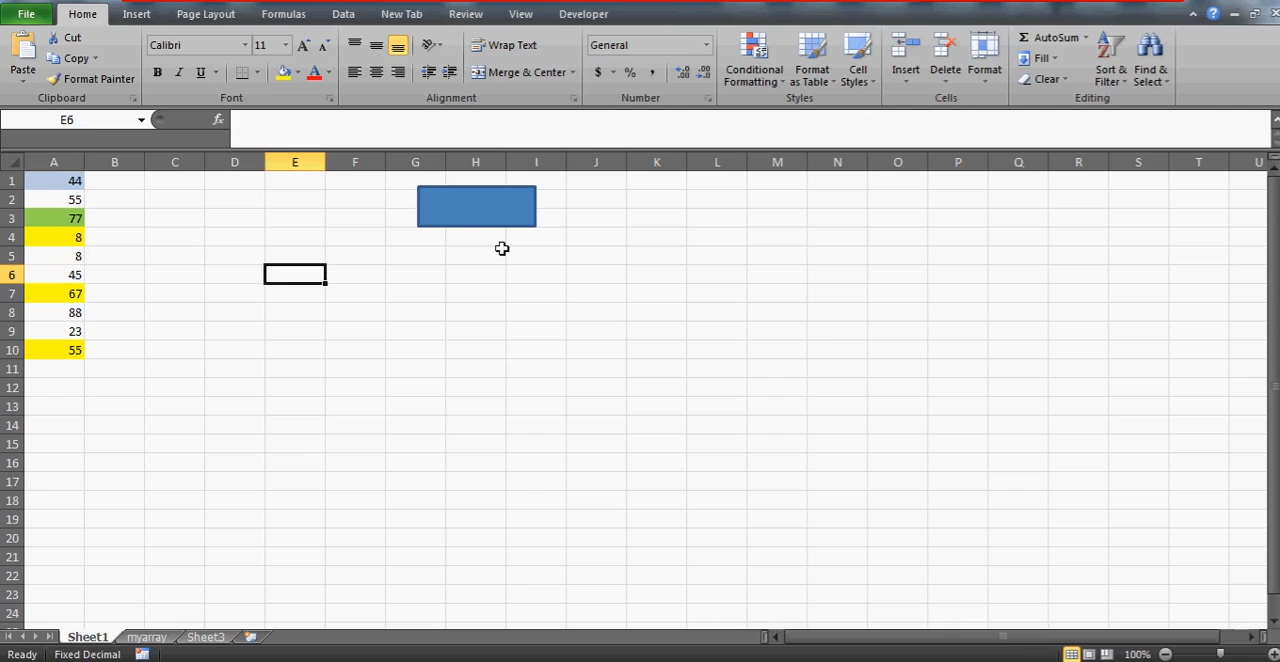 File Home Insert Page Layout Formulas Data New Tab Review View Developer
Paste Cut Copy Format Painter Clipboard
Calibri 11 A A B I U A Font
Wrap Text Merge & Center Alignment
General $ % , Number
Conditional Formatting Format as Table Cell Styles Styles
Insert Delete Format Cells
Σ AutoSum Fill Clear Sort & Filter Find & Select Editing
E6 fx
A B C D E F G H I J K L M N O P Q R S T U
1 44
2 55
3 77
4 8
5 8
6 45
7 67
8 88
9 23
10 55
11
12
13
14
15
16
17
18
19
20
21
22
23
24
Sheet1 myarray Sheet3
Ready Fixed Decimal 100%